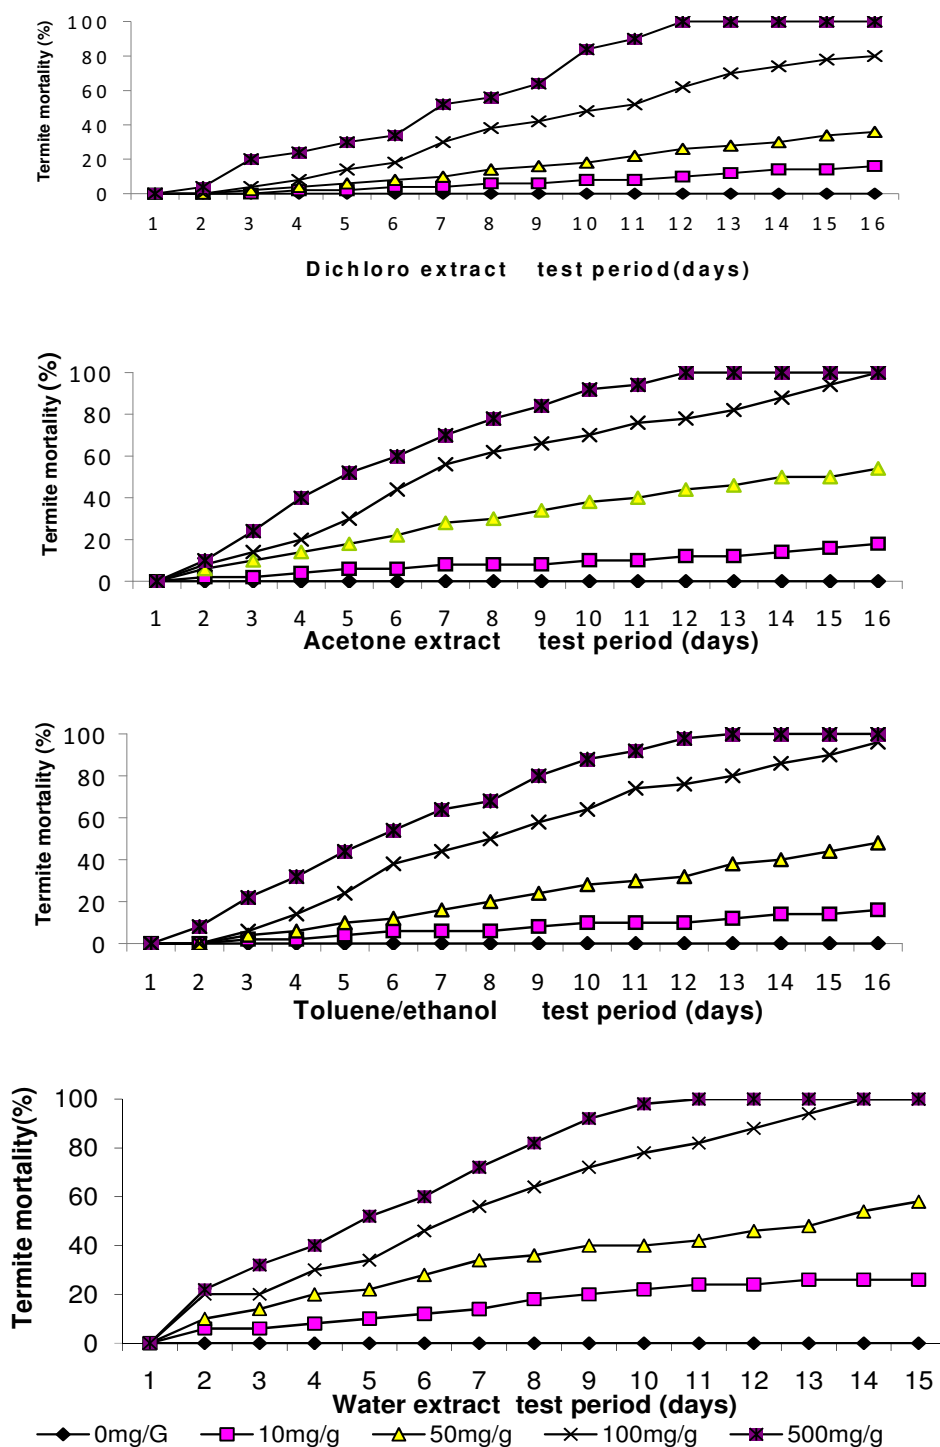 Termite mortality (%)
100
80
60
40
20
0
1 2 3 4 5 6 7 8 9 10 11 12 13 14 15 16
Dichloro extract test period(days)
Termite mortality (%)
100
80
60
40
20
0
1 2 3 4 5 6 7 8 9 10 11 12 13 14 15 16
Acetone extract test period (days)
Termite mortality (%)
100
80
60
40
20
0
1 2 3 4 5 6 7 8 9 10 11 12 13 14 15 16
Toluene/ethanol test period (days)
Termite mortality(%)
100
80
60
40
20
0
1 2 3 4 5 6 7 8 9 10 11 12 13 14 15
Water extract test period (days)
0mg/G 10mg/g 50mg/g 100mg/g 500mg/g